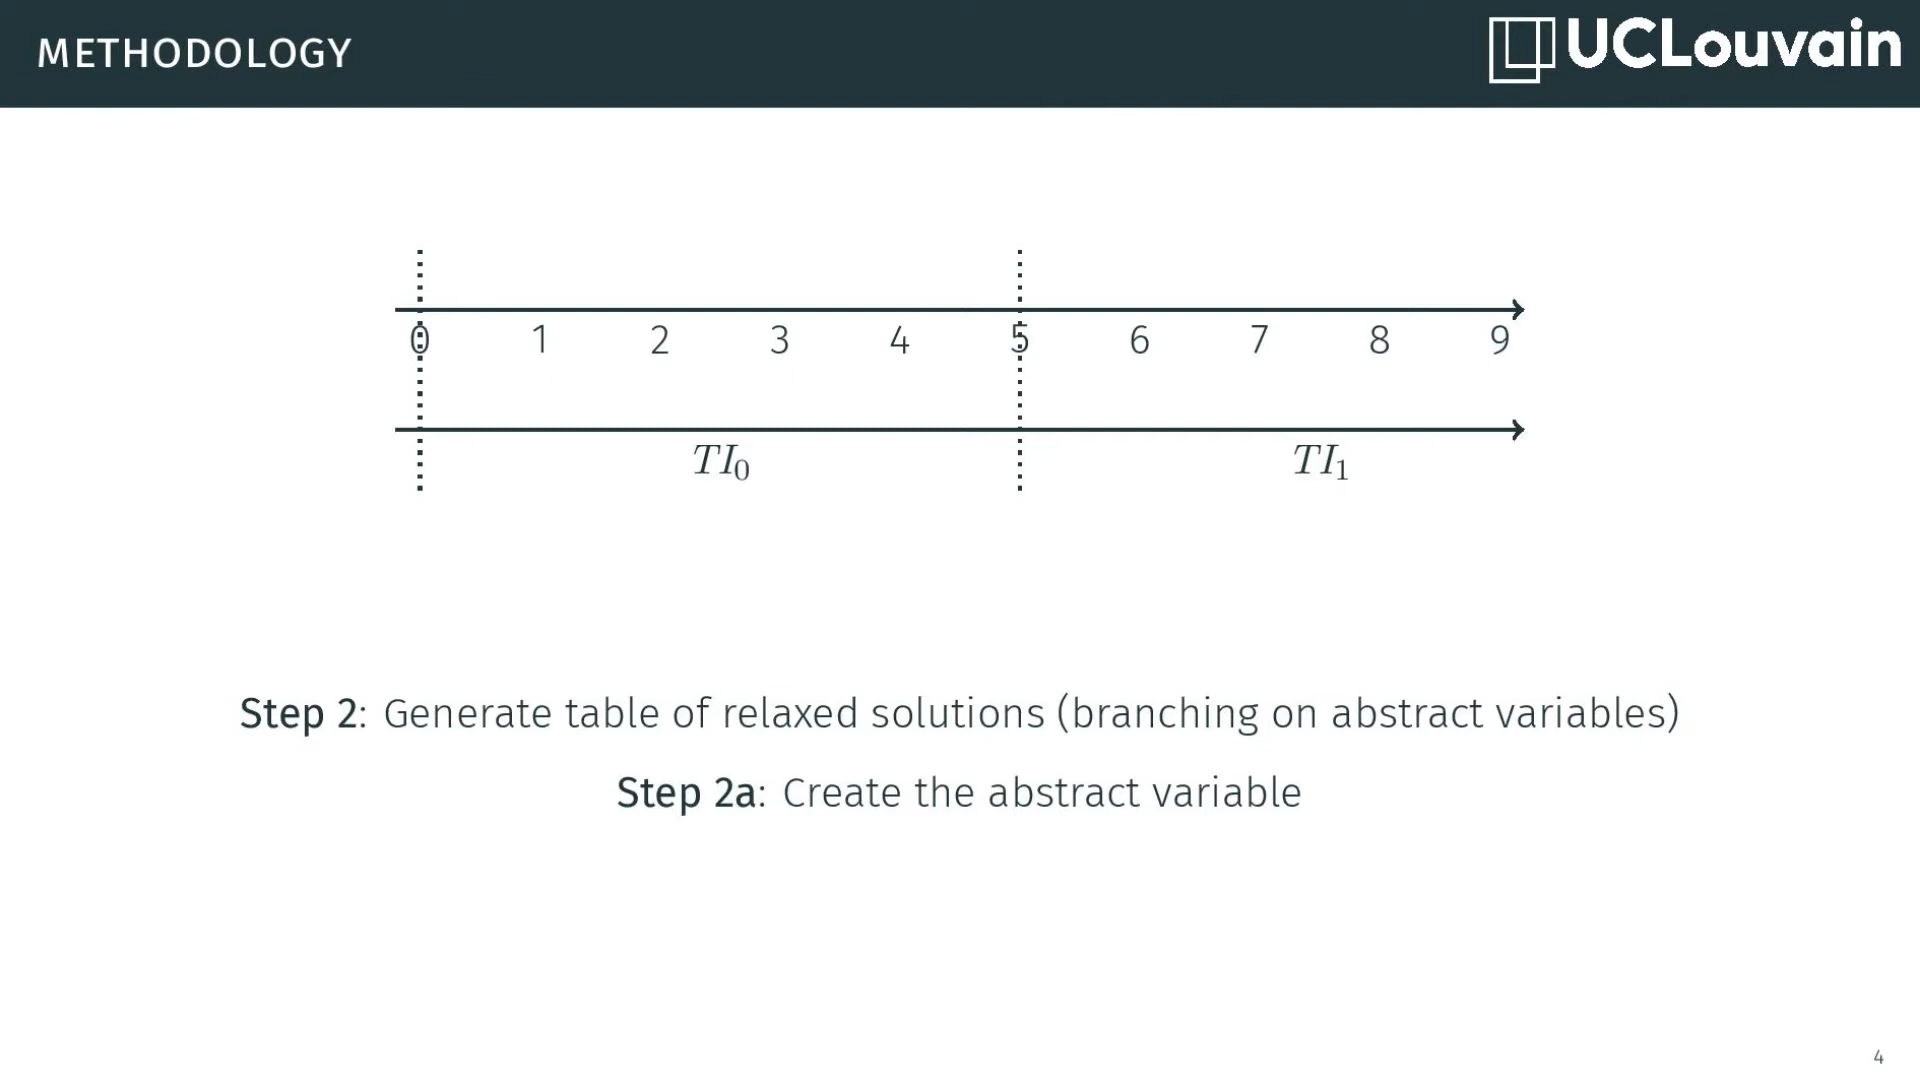 METHODOLOGY
UCLouvain
0 1 2 3 4 5 6 7 8 9
TI₀ TI₁
Step 2: Generate table of relaxed solutions (branching on abstract variables)
Step 2a: Create the abstract variable
4